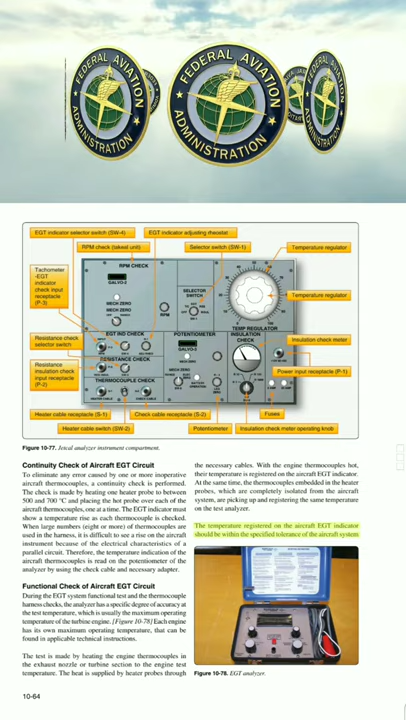 FEDERAL AVIATION
ADMINISTRATION
FEDERAL AVIATION
ADMINISTRATION
FEDERAL AVIATION
ADMINISTRATION
EGT indicator selector switch (SW-4)
EGT indicator adjusting rheostat
RPM check (takeal unit)
Selector switch (SW-1)
Temperature regulator
Tachometer
-EGT
indicator
check input
receptacle
(P-3)
Temperature regulator
Resistance check
selector switch
Insulation check meter
Resistance
insulation check
input receptacle
(P-2)
Power input receptacle (P-1)
Heater cable receptacle (S-1)
Check cable receptacle (S-2)
Fuses
Heater cable switch (SW-2)
Potentiometer
Insulation check meter operating knob
RPM CHECK
GALVO-2
MECH ZERO
MECH ZERO
SELECTOR
SWITCH
RPM
TEMP REGULATOR
EGT IND CHECK
POTENTIOMETER
INSULATION
CHECK
GALVO-2
RESISTANCE CHECK
MECH ZERO
THERMOCOUPLE CHECK
Figure 10-77. Jetcal analyzer instrument compartment.
Continuity Check of Aircraft EGT Circuit
To eliminate any error caused by one or more inoperative
aircraft thermocouples, a continuity check is performed.
The check is made by heating one heater probe to between
500 and 700 °C and placing the hot probe over each of the
aircraft thermocouples, one at a time. The EGT indicator must
show a temperature rise as each thermocouple is checked.
When large numbers (eight or more) of thermocouples are
used in the harness, it is difficult to see a rise on the aircraft
instrument because of the electrical characteristics of a
parallel circuit. Therefore, the temperature indication of the
aircraft thermocouples is read on the potentiometer of the
analyzer by using the check cable and necessary adapter.
Functional Check of Aircraft EGT Circuit
During the EGT system functional test and the thermocouple
harness checks, the analyzer has a specific degree of accuracy at
the test temperature, which is usually the maximum operating
temperature of the turbine engine. [Figure 10-78] Each engine
has its own maximum operating temperature, that can be
found in applicable technical instructions.
The test is made by heating the engine thermocouples in
the exhaust nozzle or turbine section to the engine test
temperature. The heat is supplied by heater probes through
the necessary cables. With the engine thermocouples hot,
their temperature is registered on the aircraft EGT indicator.
At the same time, the thermocouples embedded in the heater
probes, which are completely isolated from the aircraft
system, are picking up and registering the same temperature
on the test analyzer.
The temperature registered on the aircraft EGT indicator
should be within the specified tolerance of the aircraft system
Figure 10-78. EGT analyzer.
10-64